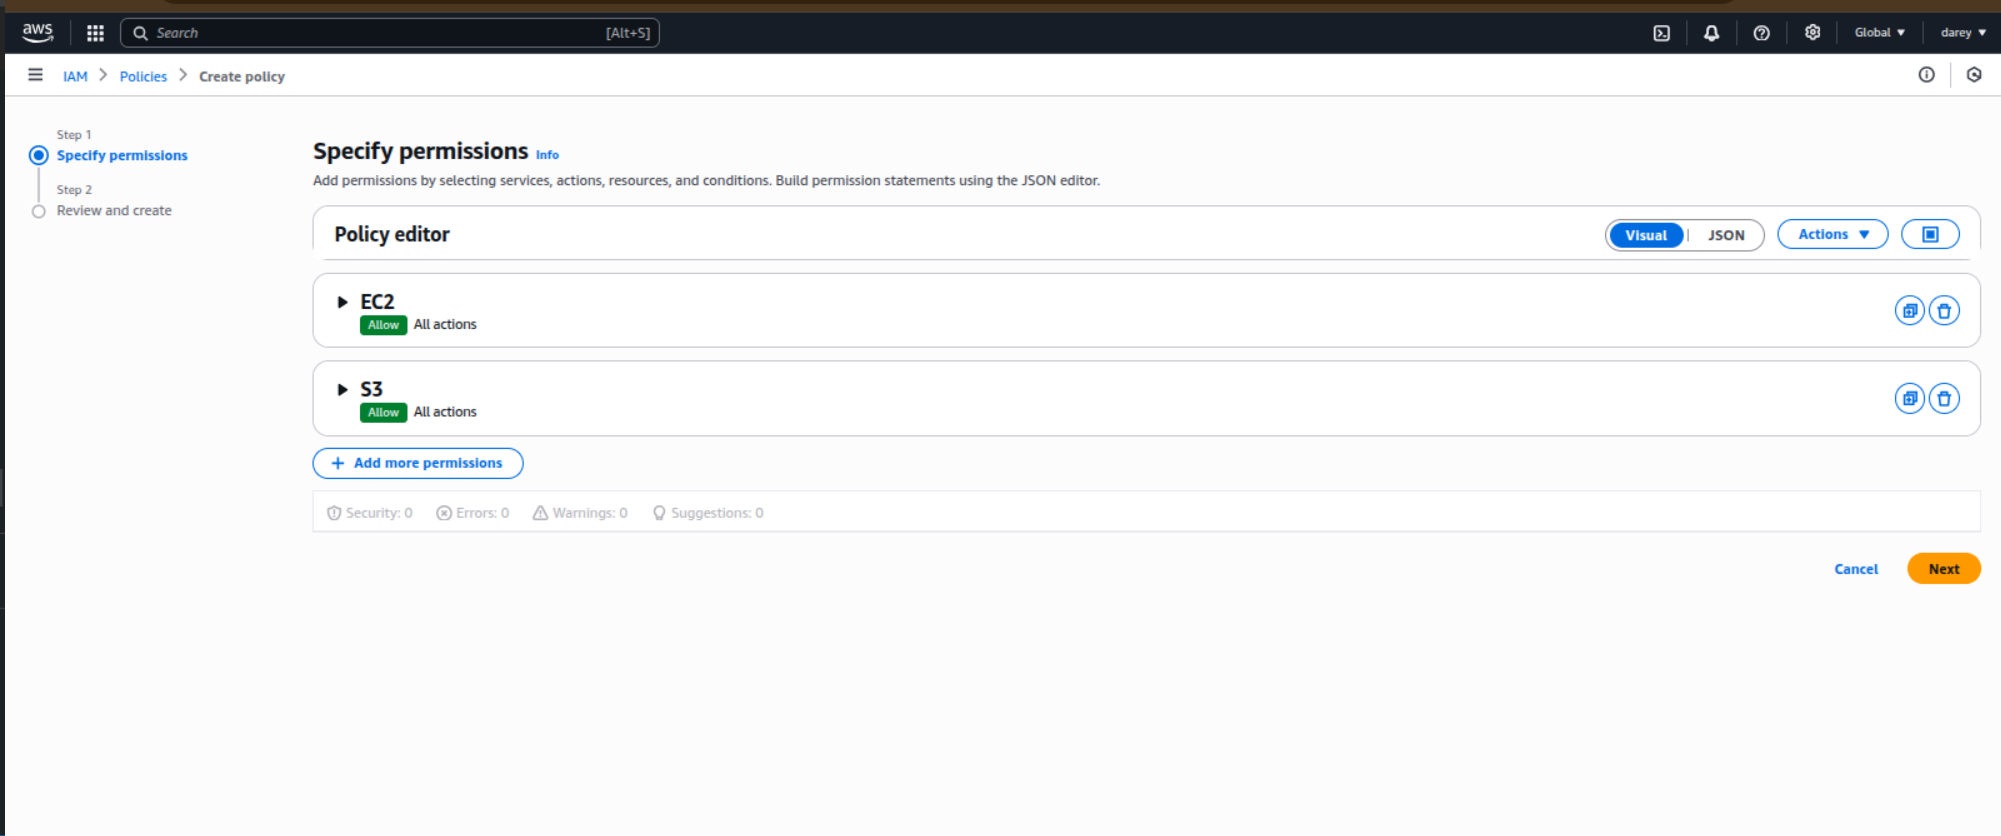 aws Search [Alt+S] Global darey
IAM > Policies > Create policy
Step 1
Specify permissions
Step 2
Review and create
Specify permissions Info
Add permissions by selecting services, actions, resources, and conditions. Build permission statements using the JSON editor.
Policy editor Visual JSON Actions
EC2
Allow All actions
S3
Allow All actions
+ Add more permissions
Security: 0 Errors: 0 Warnings: 0 Suggestions: 0
Cancel Next